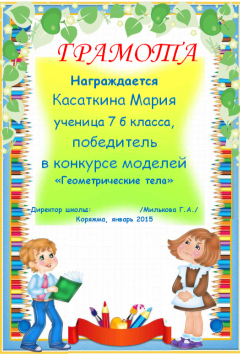 ГРАМОТА
Награждается
Касаткина Мария
ученица 7 б класса,
победитель
в конкурсе моделей
«Геометрические тела»
Директор школы: /Милькова Г.А./
Коряжма, январь 2015